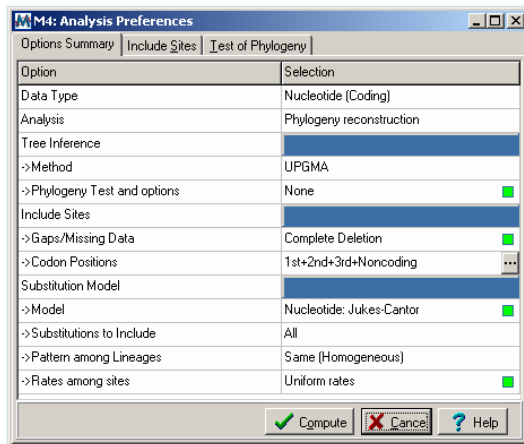 M4: Analysis Preferences
Options Summary Include Sites Test of Phylogeny
Option Selection
Data Type Nucleotide (Coding)
Analysis Phylogeny reconstruction
Tree Inference
->Method UPGMA
->Phylogeny Test and options None
Include Sites
->Gaps/Missing Data Complete Deletion
->Codon Positions 1st+2nd+3rd+Noncoding ...
Substitution Model
->Model Nucleotide: Jukes-Cantor
->Substitutions to Include All
->Pattern among Lineages Same (Homogeneous)
->Rates among sites Uniform rates
Compute Cancel Help